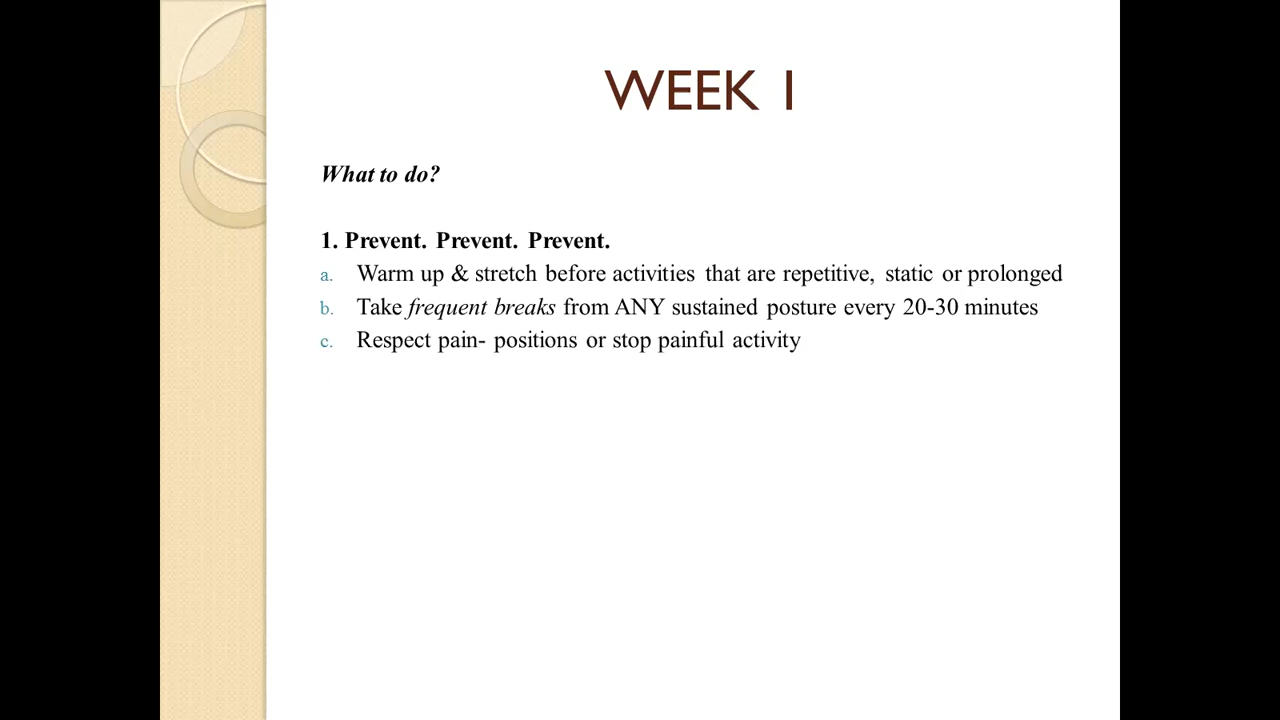 WEEK 1
What to do?
1. Prevent. Prevent. Prevent.
a. Warm up & stretch before activities that are repetitive, static or prolonged
b. Take frequent breaks from ANY sustained posture every 20-30 minutes
c. Respect pain- positions or stop painful activity